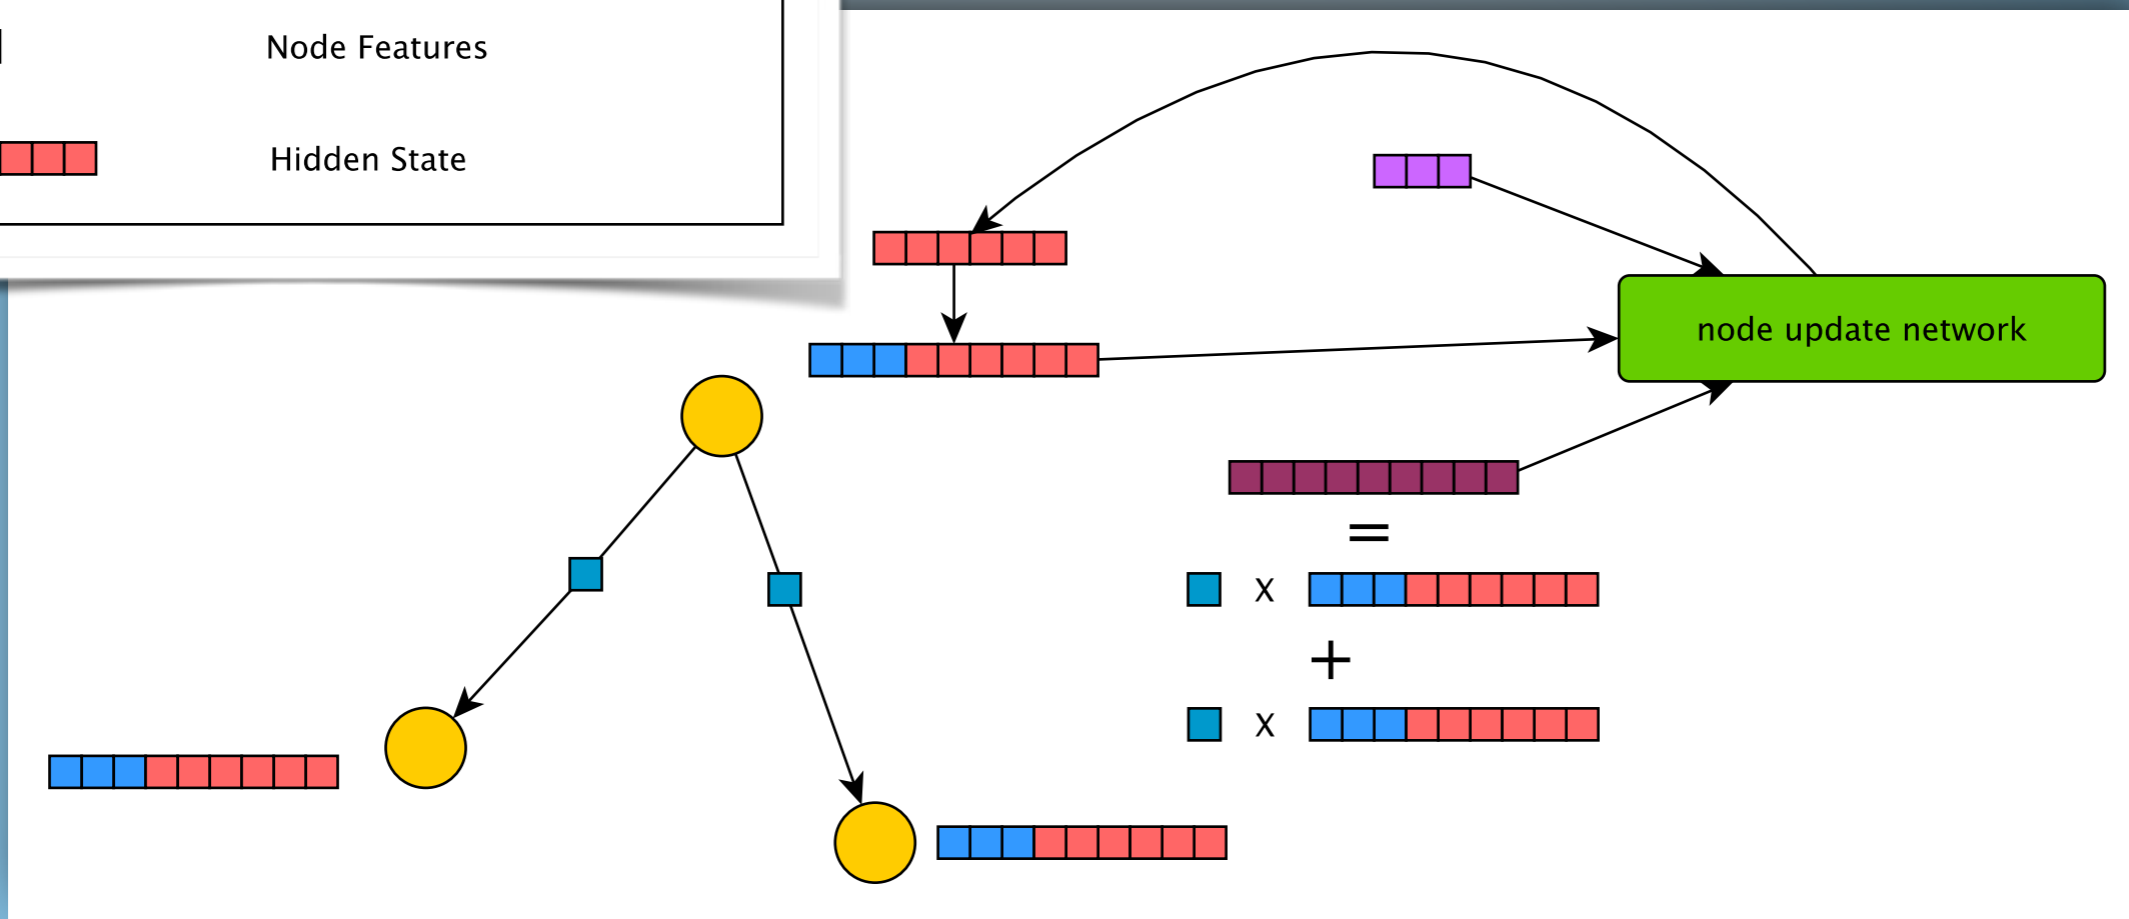 Node Features
Hidden State
node update network
=
x
+
x